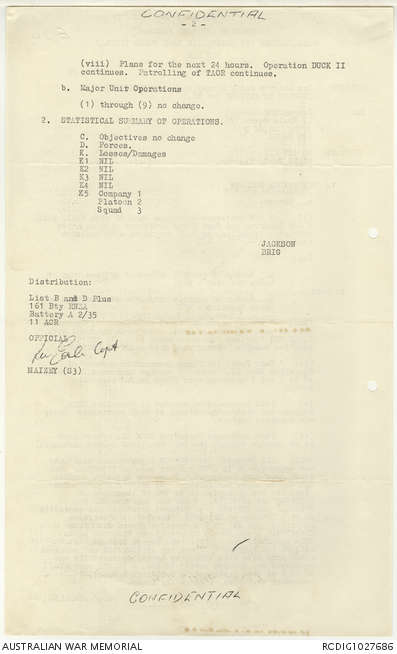 CONFIDENTIAL
- 2 -
(viii) Plans for the next 24 hours. Operation DUCK II
continues. Patrolling of TAOR continues.
b. Major Unit Operations
(1) through (9) no change.
2. STATISTICAL SUMMARY OF OPERATIONS.
C. Objectives no change
D. Forces.
K. Losses/Damages
K1 NIL
K2 NIL
K3 NIL
K4 NIL
K5 Company 1
Platoon 2
Squad 3
JACKSON
BRIG
Distribution:
List B and D Plus
161 Bty RNZA
Battery A 2/35
11 ACR
OFFICIAL
Capt
MAIZEY (S3)
CONFIDENTIAL
AUSTRALIAN WAR MEMORIAL
RCDIG1027686